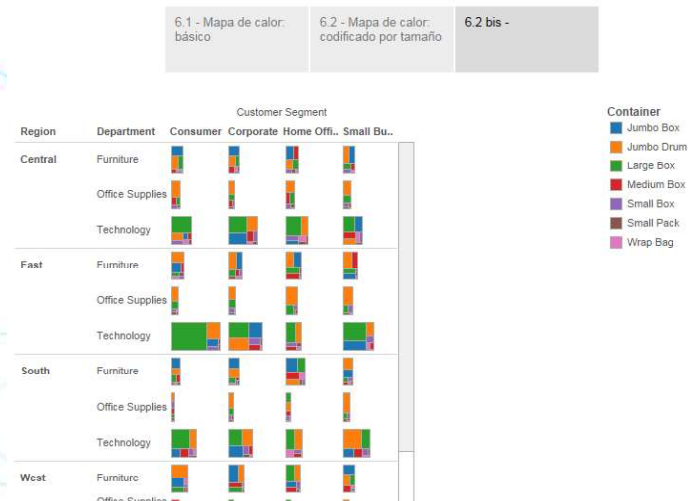 6.1 - Mapa de calor: básico
6.2 - Mapa de calor: codificado por tamaño
6.2 bis -
Customer Segment
Region Department Consumer Corporate Home Offi.. Small Bu..
Central Furniture
Office Supplies
Technology
East Furniture
Office Supplies
Technology
South Furniture
Office Supplies
Technology
West Furniture
Office Supplies
Container
Jumbo Box
Jumbo Drum
Large Box
Medium Box
Small Box
Small Pack
Wrap Bag